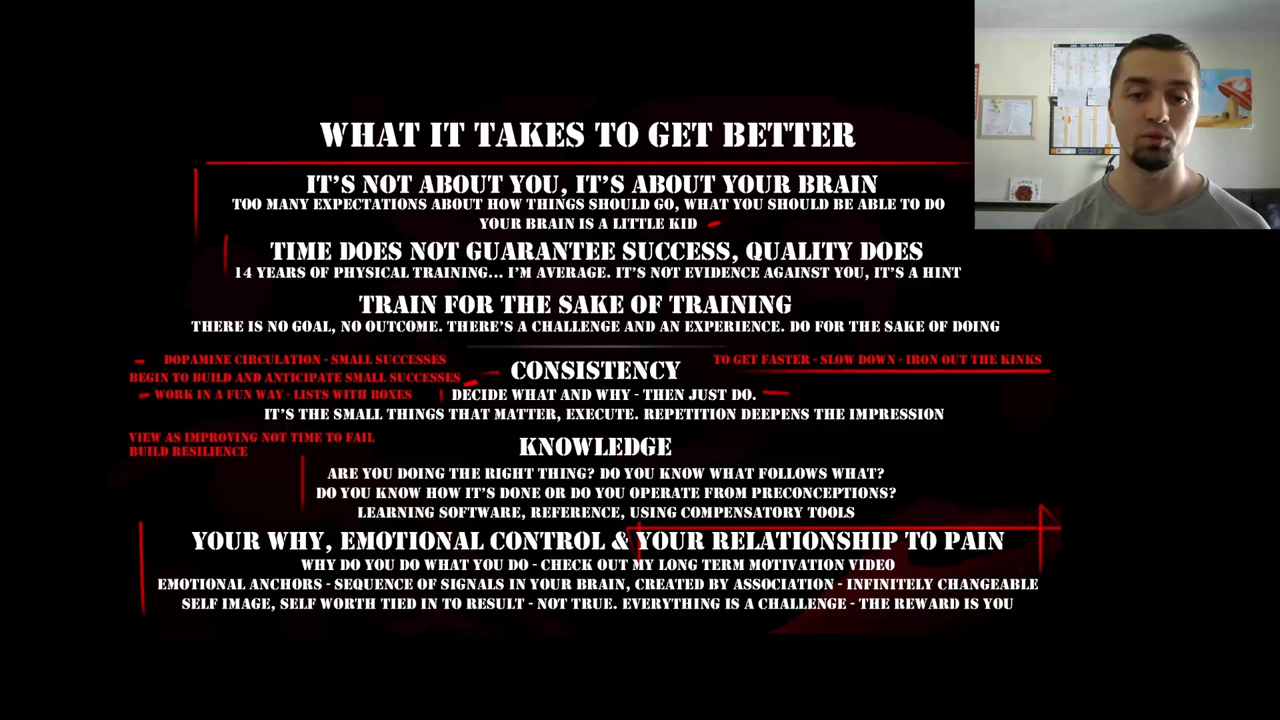 WHAT IT TAKES TO GET BETTER
IT'S NOT ABOUT YOU, IT'S ABOUT YOUR BRAIN
TOO MANY EXPECTATIONS ABOUT HOW THINGS SHOULD GO, WHAT YOU SHOULD BE ABLE TO DO
YOUR BRAIN IS A LITTLE KID
TIME DOES NOT GUARANTEE SUCCESS, QUALITY DOES
14 YEARS OF PHYSICAL TRAINING... I'M AVERAGE. IT'S NOT EVIDENCE AGAINST YOU, IT'S A HINT
TRAIN FOR THE SAKE OF TRAINING
THERE IS NO GOAL, NO OUTCOME. THERE'S A CHALLENGE AND AN EXPERIENCE. DO FOR THE SAKE OF DOING
DOPAMINE CIRCULATION - SMALL SUCCESSES
BEGIN TO BUILD AND ANTICIPATE SMALL SUCCESSES
WORK IN A FUN WAY - LISTS WITH BOXES
TO GET FASTER - SLOW DOWN - IRON OUT THE KINKS
CONSISTENCY
DECIDE WHAT AND WHY - THEN JUST DO.
IT'S THE SMALL THINGS THAT MATTER, EXECUTE. REPETITION DEEPENS THE IMPRESSION
VIEW AS IMPROVING NOT TIME TO FAIL
BUILD RESILIENCE
KNOWLEDGE
ARE YOU DOING THE RIGHT THING? DO YOU KNOW WHAT FOLLOWS WHAT?
DO YOU KNOW HOW IT'S DONE OR DO YOU OPERATE FROM PRECONCEPTIONS?
LEARNING SOFTWARE, REFERENCE, USING COMPENSATORY TOOLS
YOUR WHY, EMOTIONAL CONTROL & YOUR RELATIONSHIP TO PAIN
WHY DO YOU DO WHAT YOU DO - CHECK OUT MY LONG TERM MOTIVATION VIDEO
EMOTIONAL ANCHORS - SEQUENCE OF SIGNALS IN YOUR BRAIN, CREATED BY ASSOCIATION - INFINITELY CHANGEABLE
SELF IMAGE, SELF WORTH TIED IN TO RESULT - NOT TRUE. EVERYTHING IS A CHALLENGE - THE REWARD IS YOU